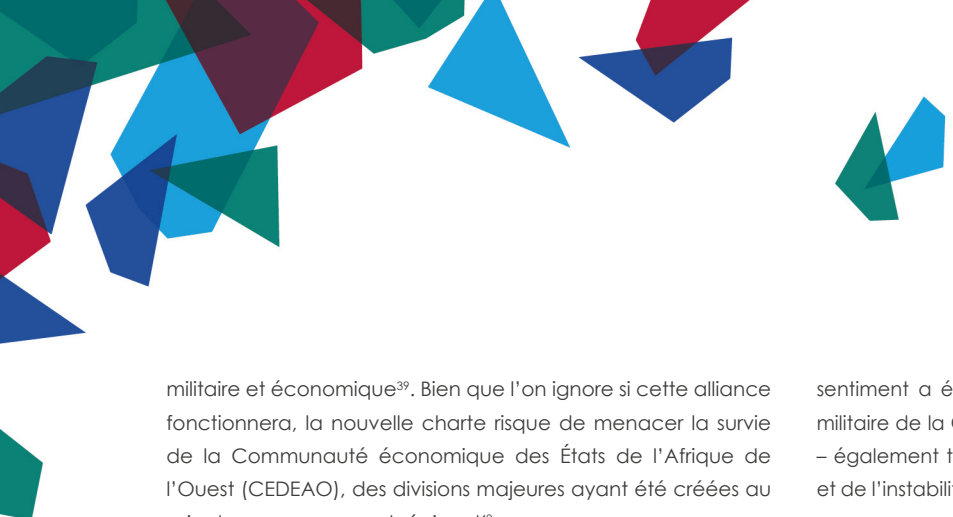 militaire et économique³⁹. Bien que l’on ignore si cette alliance
fonctionnera, la nouvelle charte risque de menacer la survie
de la Communauté économique des États de l’Afrique de
l’Ouest (CEDEAO), des divisions majeures ayant été créées au
sentiment a
militaire de la
– également
et de l’instabilit